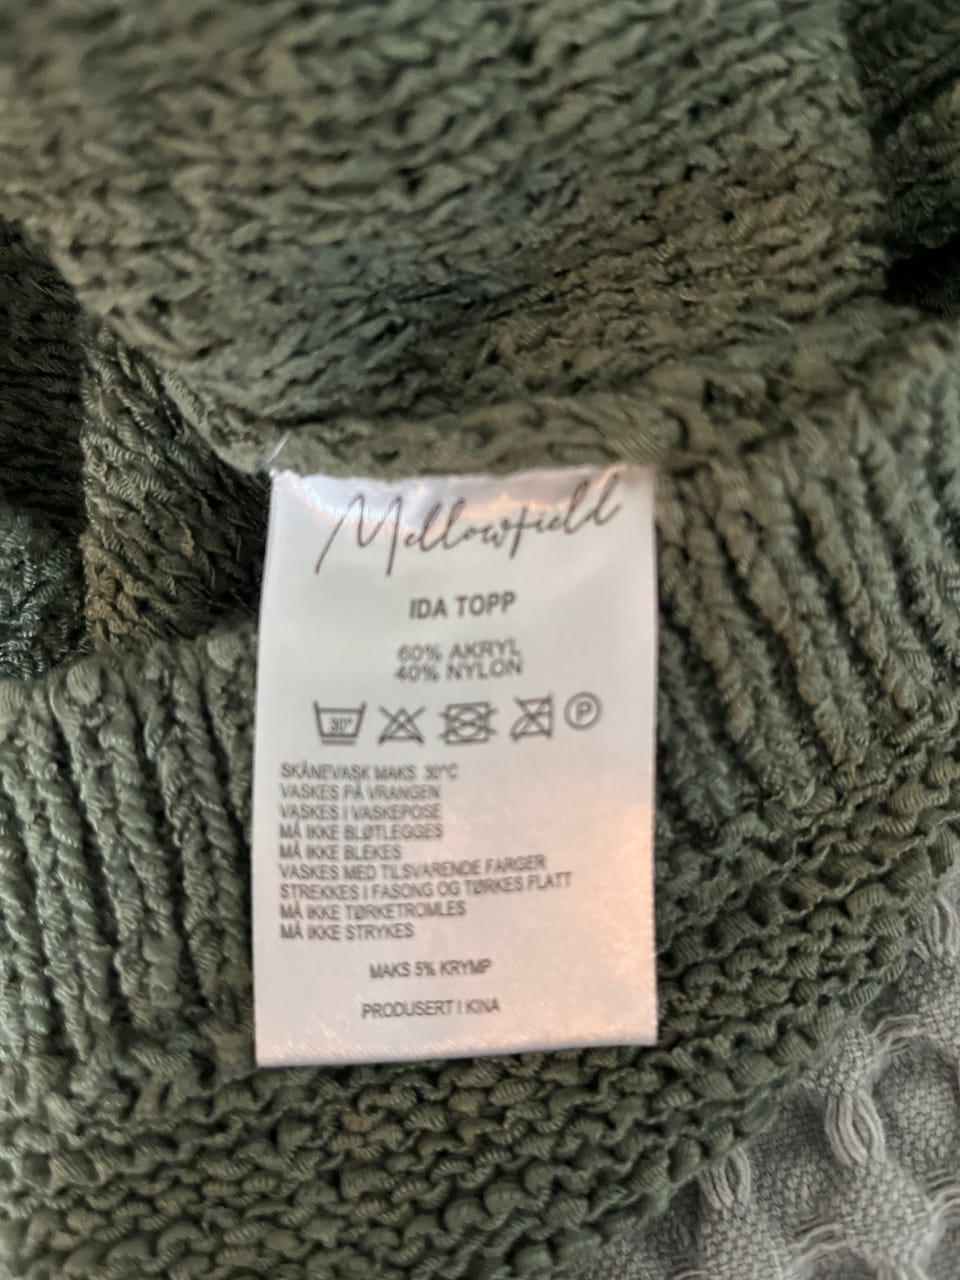 Mellowfield
IDA TOPP
60% AKRYL
40% NYLON
30° P
SKÅNEVASK MAKS 30°C
VASKES PÅ VRANGEN
VASKES I VASKEPOSE
MÅ IKKE BLØTLEGGES
MÅ IKKE BLEKES
VASKES MED TILSVARENDE FARGER
STREKKES I FASONG OG TØRKES FLATT
MÅ IKKE TØRKETROMLES
MÅ IKKE STRYKES
MAKS 5% KRYMP
PRODUSERT I KINA